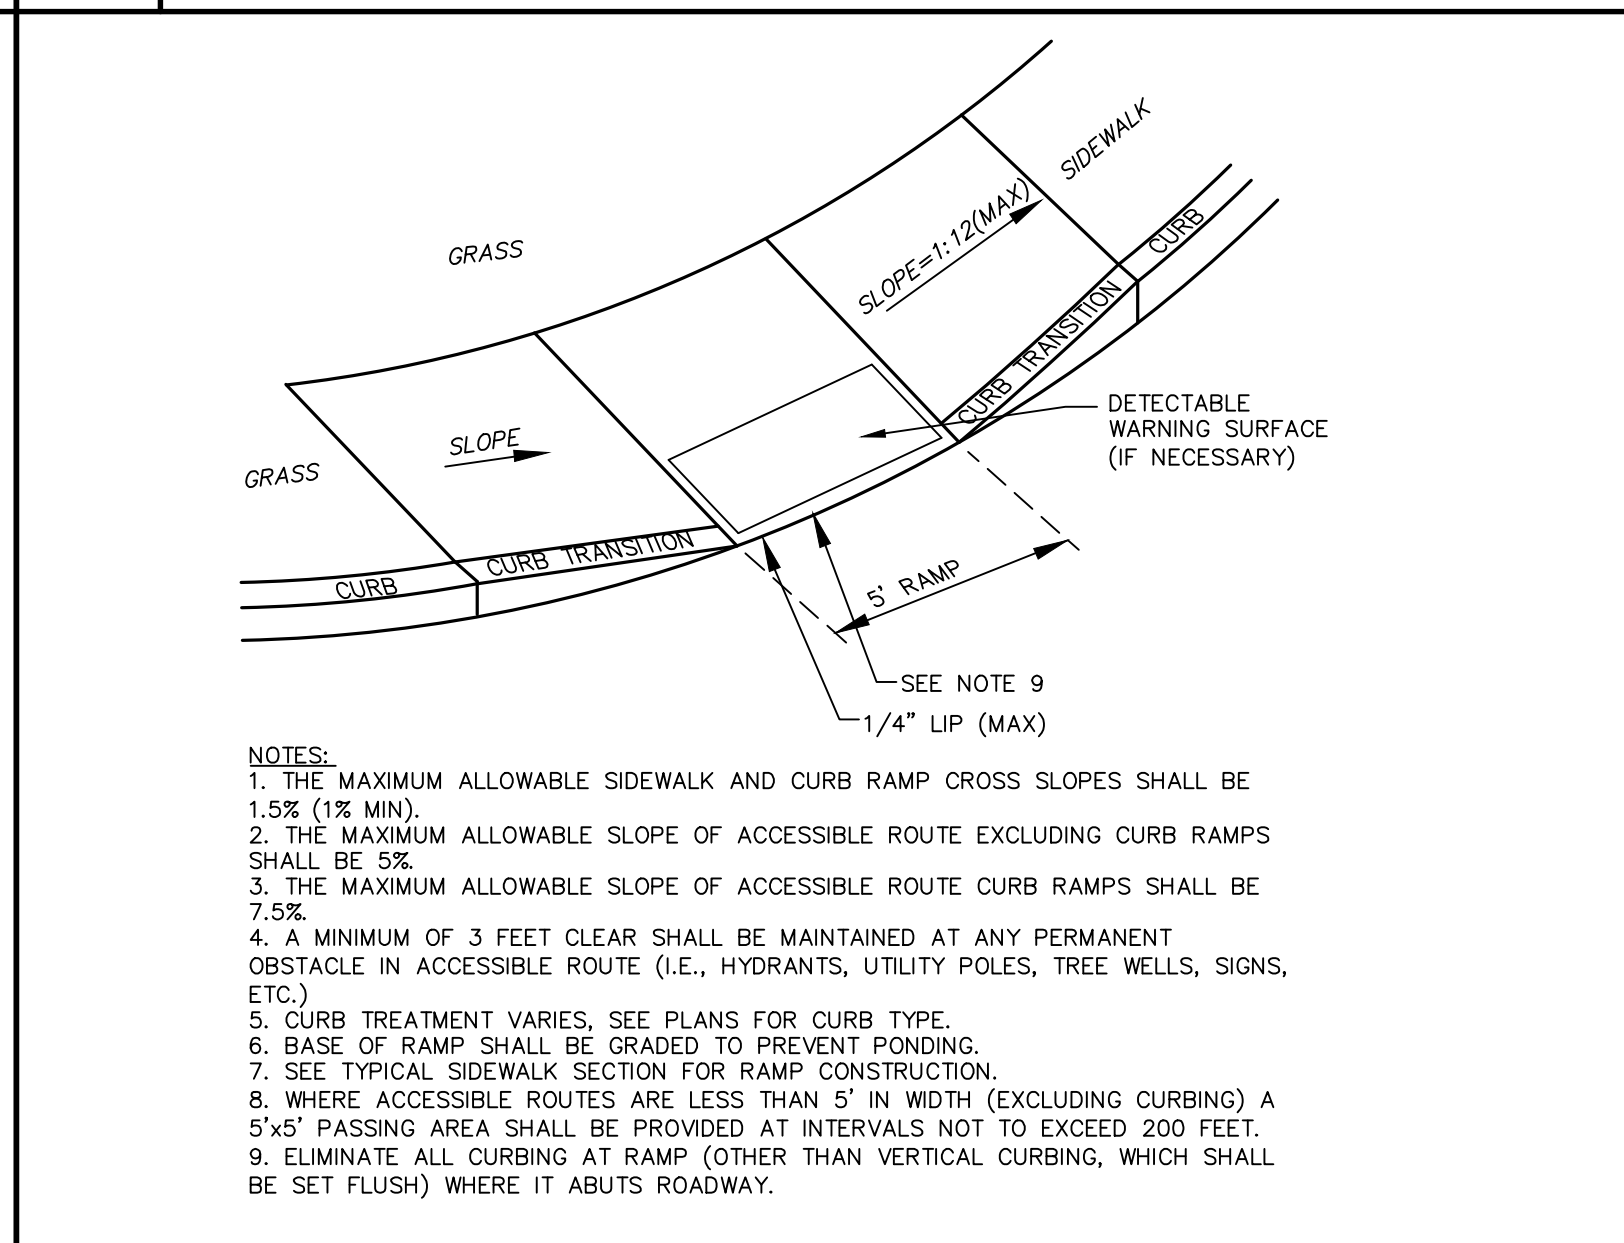 SIDEWALK
GRASS
SLOPE=1:12(MAX)
CURB
CURB TRANSITION
DETECTABLE
WARNING SURFACE
(IF NECESSARY)
SLOPE
GRASS
CURB TRANSITION
CURB
5' RAMP
SEE NOTE 9
1/4" LIP (MAX)
NOTES:
1. THE MAXIMUM ALLOWABLE SIDEWALK AND CURB RAMP CROSS SLOPES SHALL BE
1.5% (1% MIN).
2. THE MAXIMUM ALLOWABLE SLOPE OF ACCESSIBLE ROUTE EXCLUDING CURB RAMPS
SHALL BE 5%.
3. THE MAXIMUM ALLOWABLE SLOPE OF ACCESSIBLE ROUTE CURB RAMPS SHALL BE
7.5%.
4. A MINIMUM OF 3 FEET CLEAR SHALL BE MAINTAINED AT ANY PERMANENT
OBSTACLE IN ACCESSIBLE ROUTE (I.E., HYDRANTS, UTILITY POLES, TREE WELLS, SIGNS,
ETC.)
5. CURB TREATMENT VARIES, SEE PLANS FOR CURB TYPE.
6. BASE OF RAMP SHALL BE GRADED TO PREVENT PONDING.
7. SEE TYPICAL SIDEWALK SECTION FOR RAMP CONSTRUCTION.
8. WHERE ACCESSIBLE ROUTES ARE LESS THAN 5' IN WIDTH (EXCLUDING CURBING) A
5'x5' PASSING AREA SHALL BE PROVIDED AT INTERVALS NOT TO EXCEED 200 FEET.
9. ELIMINATE ALL CURBING AT RAMP (OTHER THAN VERTICAL CURBING, WHICH SHALL
BE SET FLUSH) WHERE IT ABUTS ROADWAY.